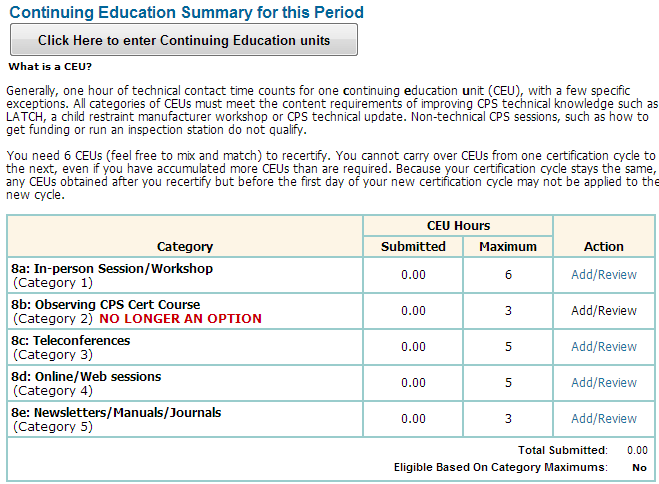 Continuing Education Summary for this Period
Click Here to enter Continuing Education units
What is a CEU?
Generally, one hour of technical contact time counts for one continuing education unit (CEU), with a few specific
exceptions. All categories of CEUs must meet the content requirements of improving CPS technical knowledge such as
LATCH, a child restraint manufacturer workshop or CPS technical update. Non-technical CPS sessions, such as how to
get funding or run an inspection station do not qualify.
You need 6 CEUs (feel free to mix and match) to recertify. You cannot carry over CEUs from one certification cycle to
the next, even if you have accumulated more CEUs than are required. Because your certification cycle stays the same,
any CEUs obtained after you recertify but before the first day of your new certification cycle may not be applied to the
new cycle.
CEU Hours
Category Submitted Maximum Action
8a: In-person Session/Workshop
(Category 1) 0.00 6 Add/Review
8b: Observing CPS Cert Course
(Category 2) NO LONGER AN OPTION 0.00 3 Add/Review
8c: Teleconferences
(Category 3) 0.00 5 Add/Review
8d: Online/Web sessions
(Category 4) 0.00 5 Add/Review
8e: Newsletters/Manuals/Journals
(Category 5) 0.00 3 Add/Review
Total Submitted: 0.00
Eligible Based On Category Maximums: No